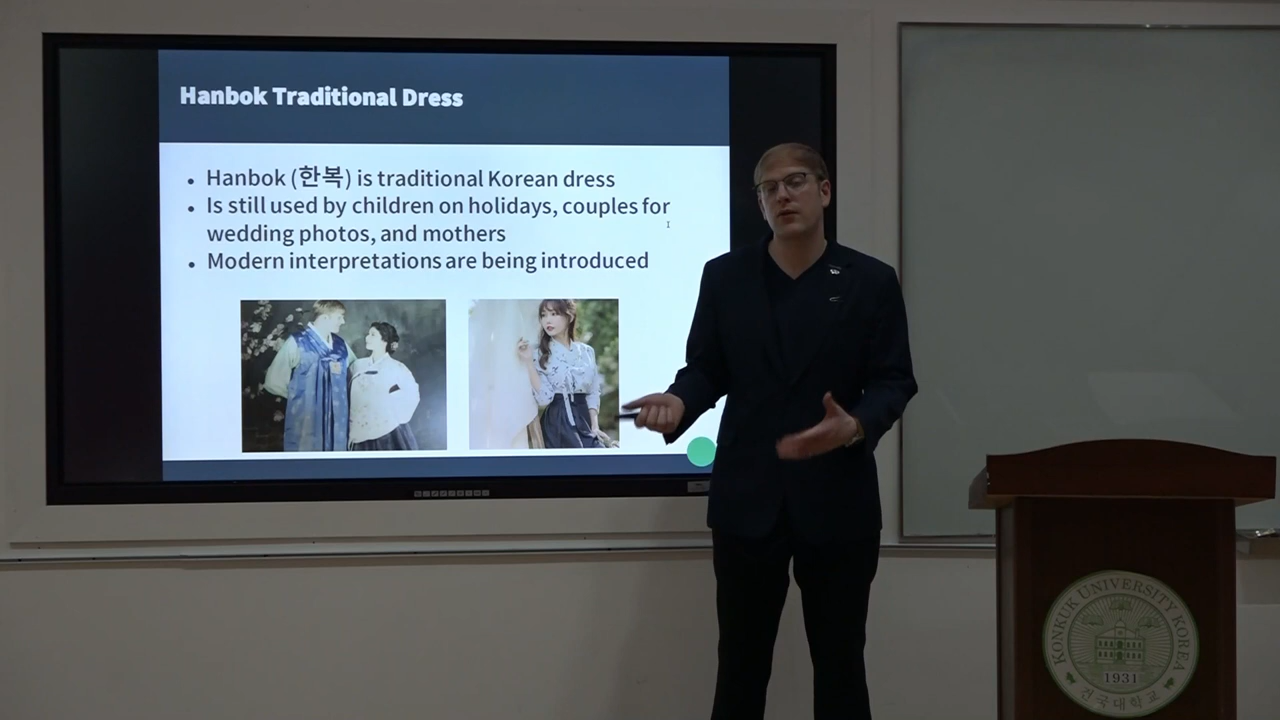 Hanbok Traditional Dress
Hanbok (한복) is traditional Korean dress
Is still used by children on holidays, couples for
wedding photos, and mothers
Modern interpretations are being introduced
KONKUK UNIVERSITY KOREA
1931
건국대학교